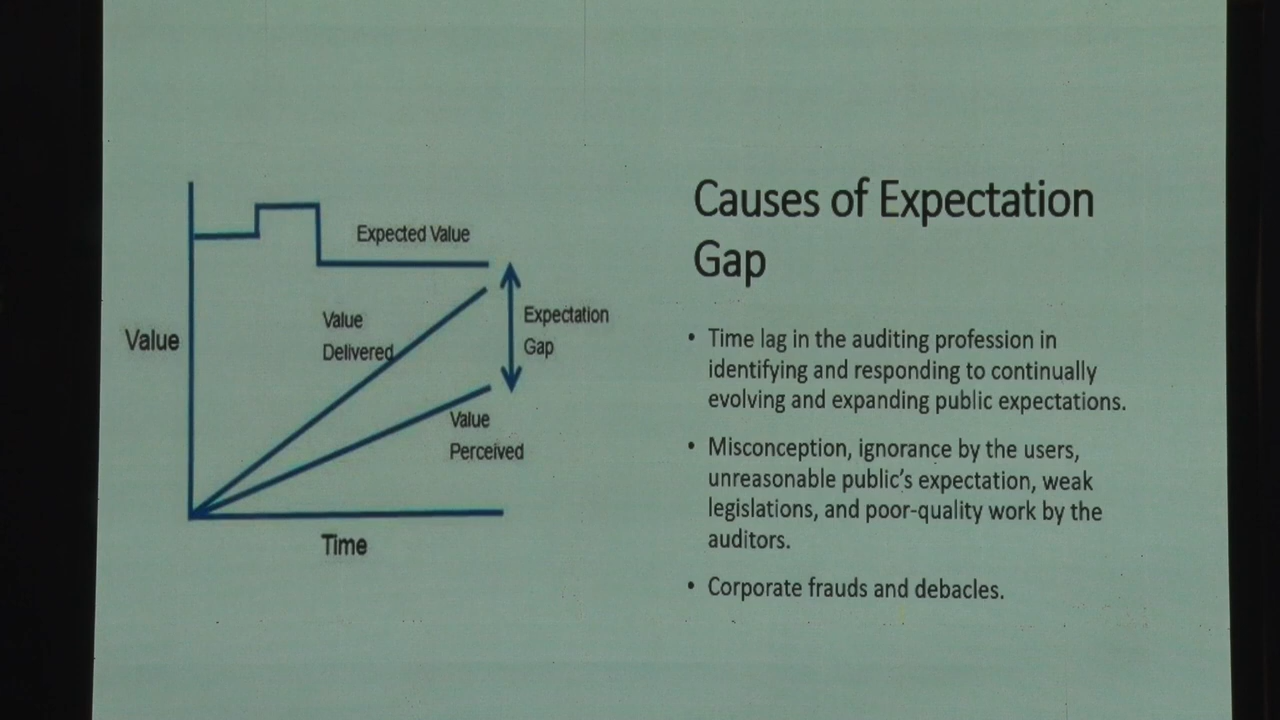 Causes of Expectation
Gap
Expected Value
Value
Delivered
Expectation
Gap
Value
Value
Perceived
Time
• Time lag in the auditing profession in
identifying and responding to continually
evolving and expanding public expectations.
• Misconception, ignorance by the users,
unreasonable public's expectation, weak
legislations, and poor-quality work by the
auditors.
• Corporate frauds and debacles.